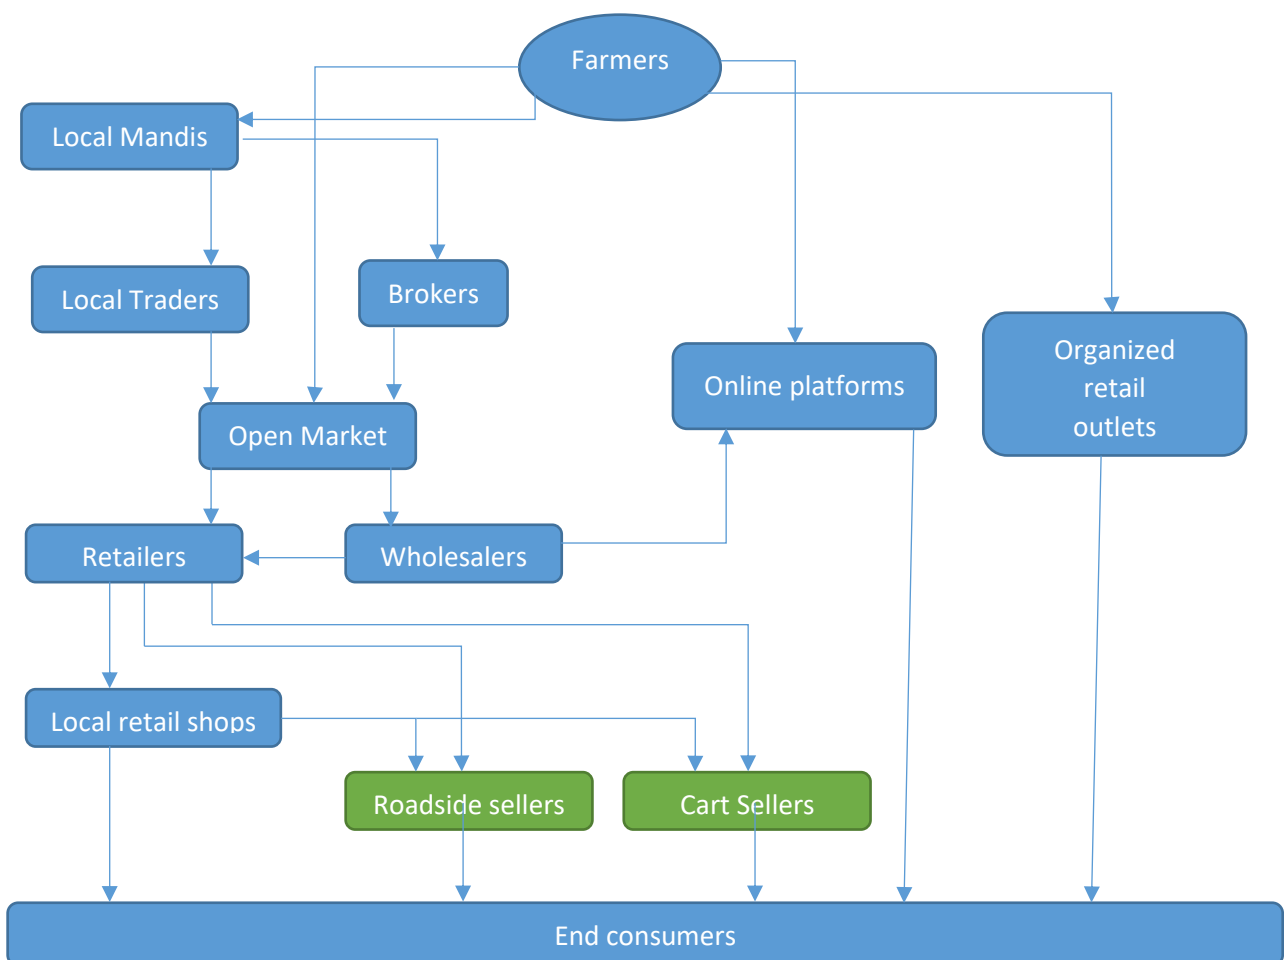 Farmers
Local Mandis
Local Traders
Brokers
Organized
retail
outlets
Online platforms
Open Market
Retailers
Wholesalers
Local retail shops
Roadside sellers
Cart Sellers
End consumers